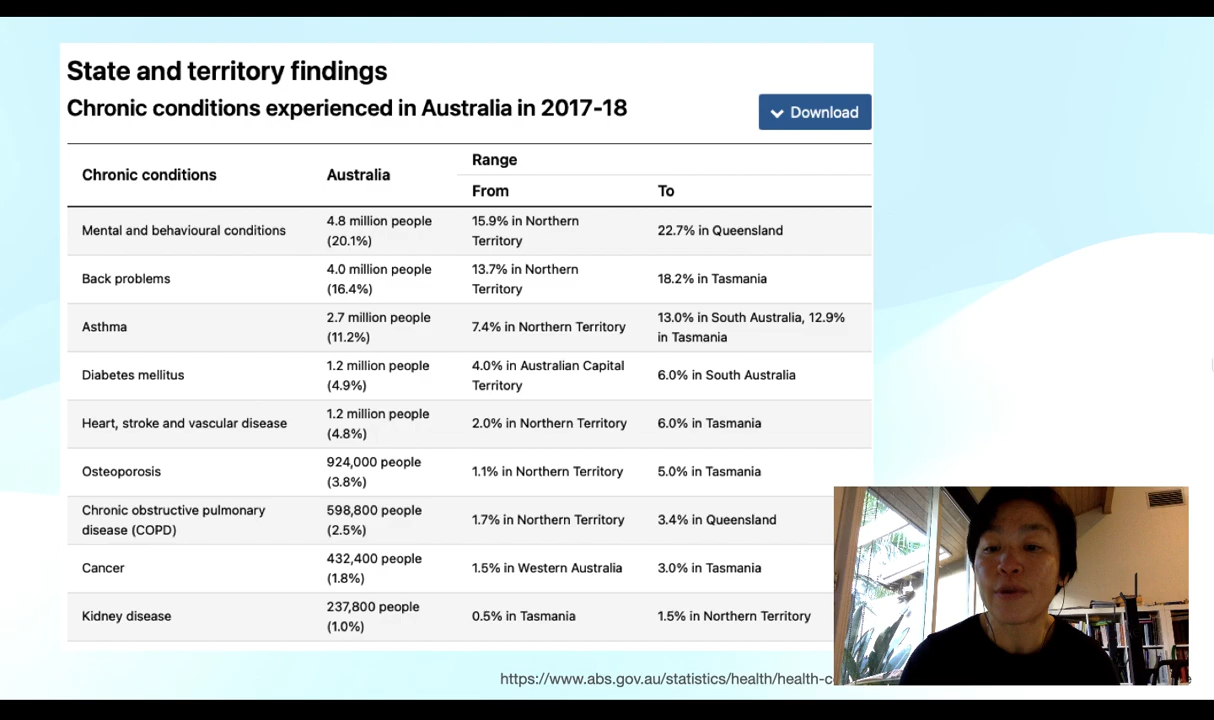 State and territory findings
Chronic conditions experienced in Australia in 2017-18
Download
Chronic conditions
Australia
Range
From
To
Mental and behavioural conditions
4.8 million people
(20.1%)
15.9% in Northern
Territory
22.7% in Queensland
Back problems
4.0 million people
(16.4%)
13.7% in Northern
Territory
18.2% in Tasmania
Asthma
2.7 million people
(11.2%)
7.4% in Northern Territory
13.0% in South Australia, 12.9%
in Tasmania
Diabetes mellitus
1.2 million people
(4.9%)
4.0% in Australian Capital
Territory
6.0% in South Australia
Heart, stroke and vascular disease
1.2 million people
(4.8%)
2.0% in Northern Territory
6.0% in Tasmania
Osteoporosis
924,000 people
(3.8%)
1.1% in Northern Territory
5.0% in Tasmania
Chronic obstructive pulmonary
disease (COPD)
598,800 people
(2.5%)
1.7% in Northern Territory
3.4% in Queensland
Cancer
432,400 people
(1.8%)
1.5% in Western Australia
3.0% in Tasmania
Kidney disease
237,800 people
(1.0%)
0.5% in Tasmania
1.5% in Northern Territory
https://www.abs.gov.au/statistics/health/health-c